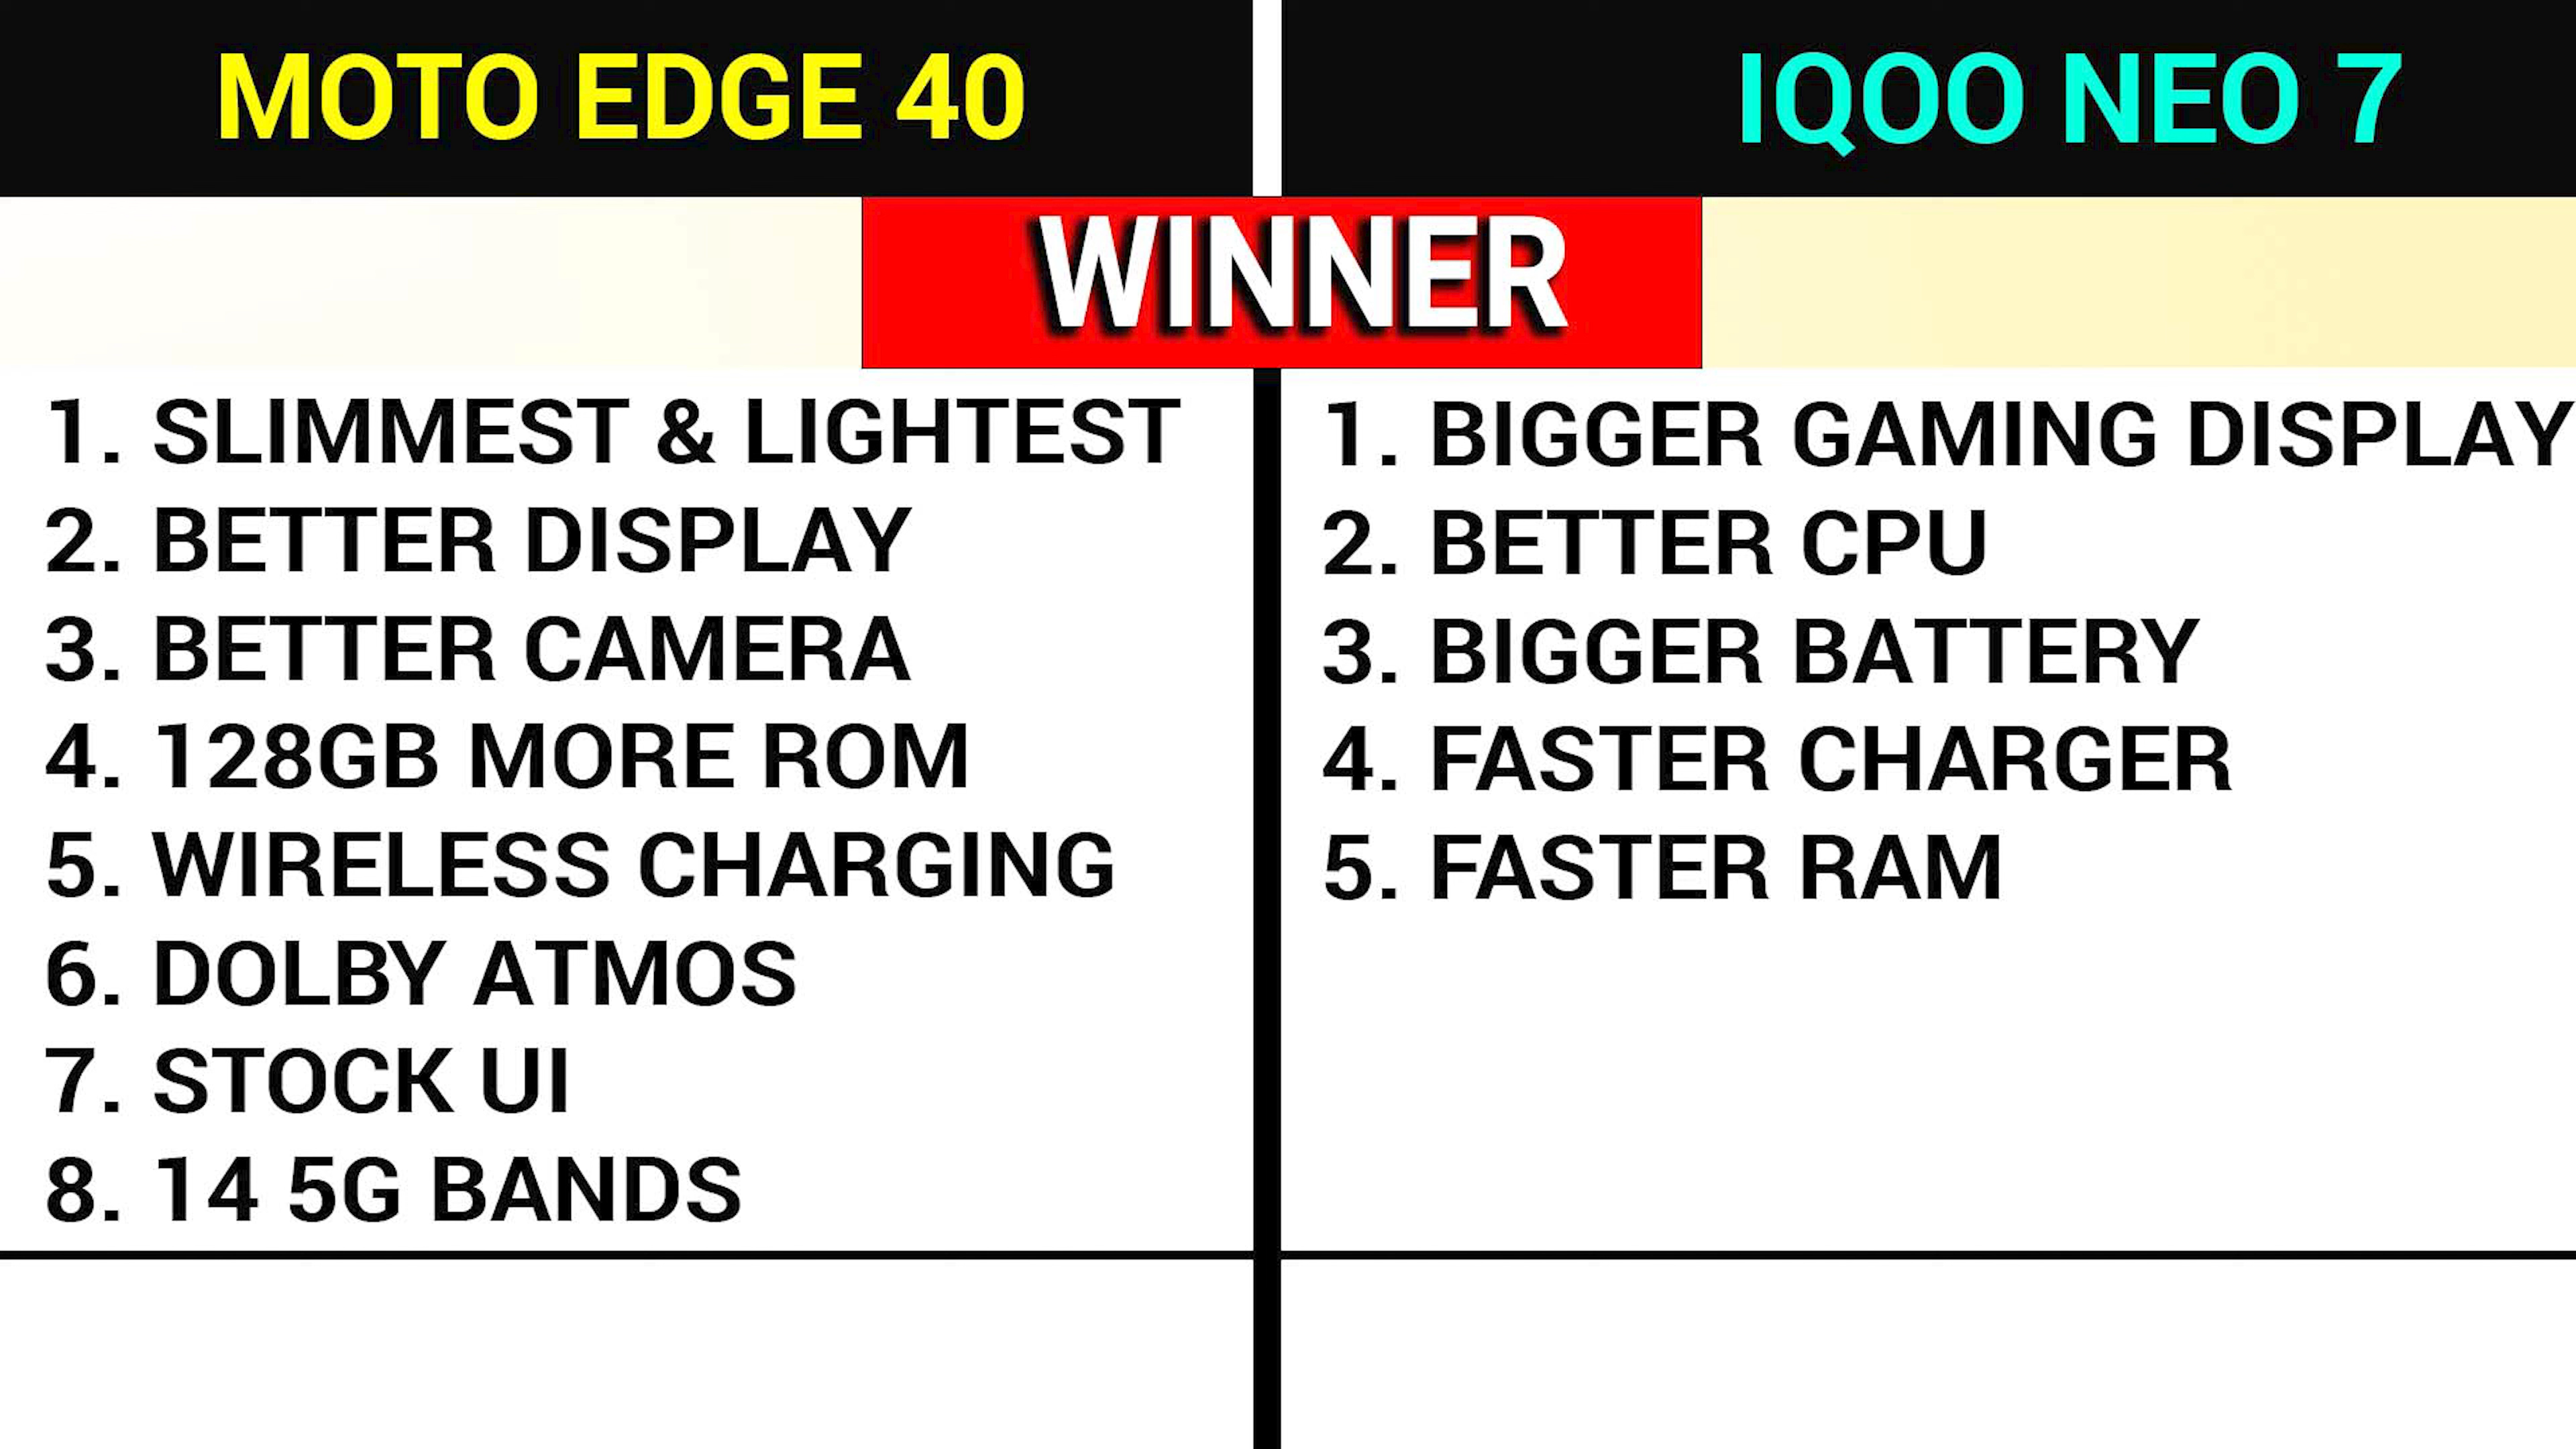 MOTO EDGE 40
IQOO NEO 7
WINNER
1. SLIMMEST & LIGHTEST
2. BETTER DISPLAY
3. BETTER CAMERA
4. 128GB MORE ROM
5. WIRELESS CHARGING
6. DOLBY ATMOS
7. STOCK UI
8. 14 5G BANDS
1. BIGGER GAMING DISPLAY
2. BETTER CPU
3. BIGGER BATTERY
4. FASTER CHARGER
5. FASTER RAM